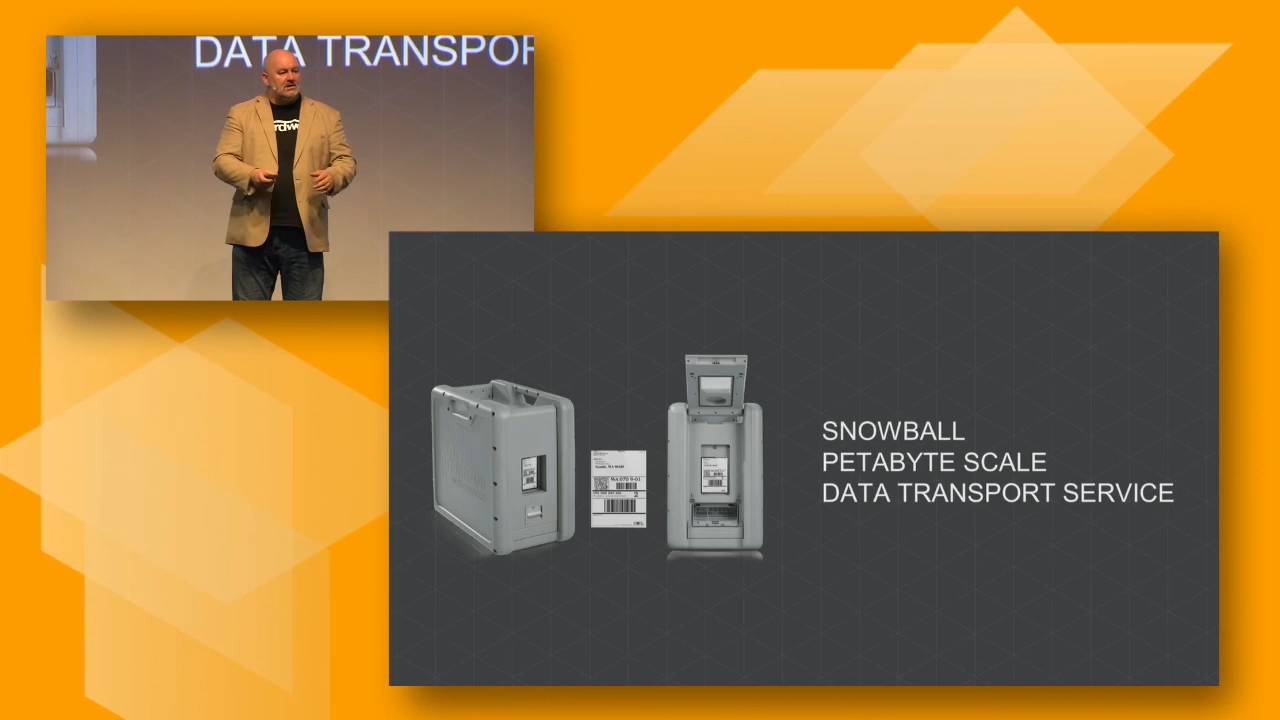 DATA TRANSPOR
SNOWBALL
PETABYTE SCALE
DATA TRANSPORT SERVICE